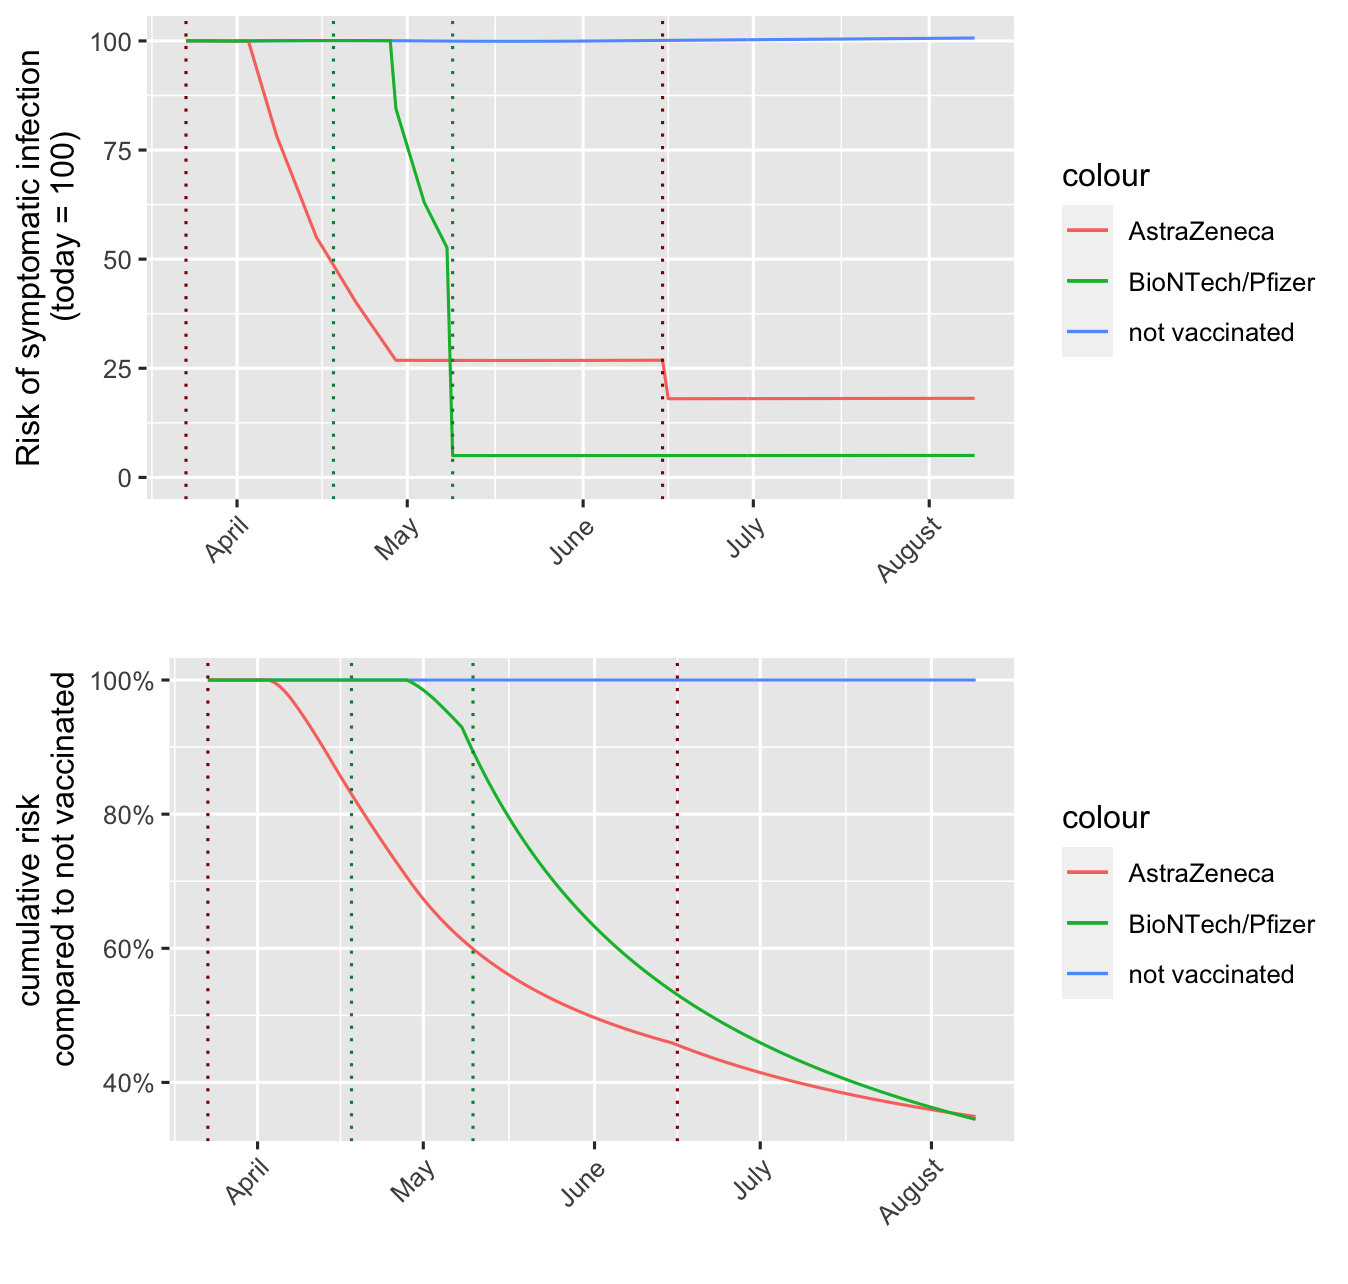 Risk of symptomatic infection
(today = 100)
100
75
50
25
0
April
May
June
July
August
colour
AstraZeneca
BioNTech/Pfizer
not vaccinated
cumulative risk
compared to not vaccinated
100%
80%
60%
40%
April
May
June
July
August
colour
AstraZeneca
BioNTech/Pfizer
not vaccinated